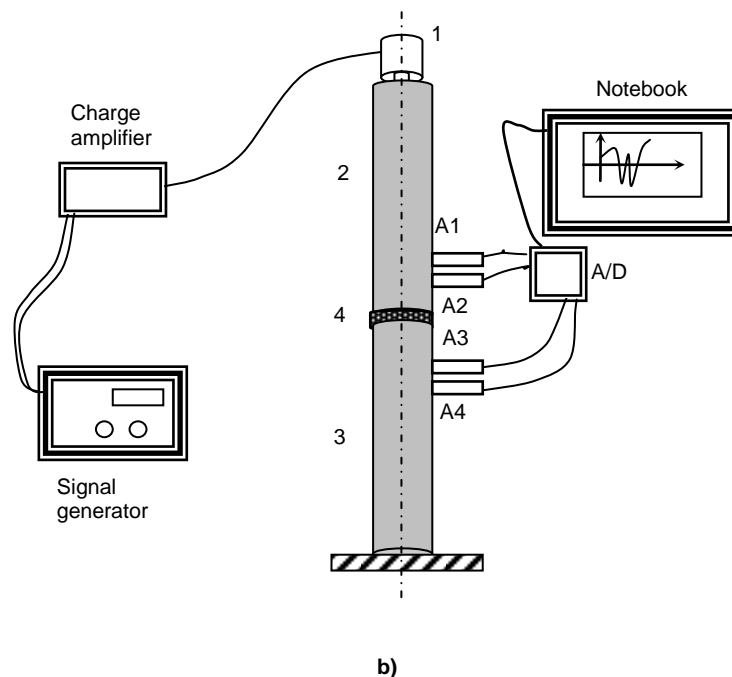 1
Notebook
Charge
amplifier
2
A1
A/D
4
A2
A3
A4
3
Signal
generator
b)